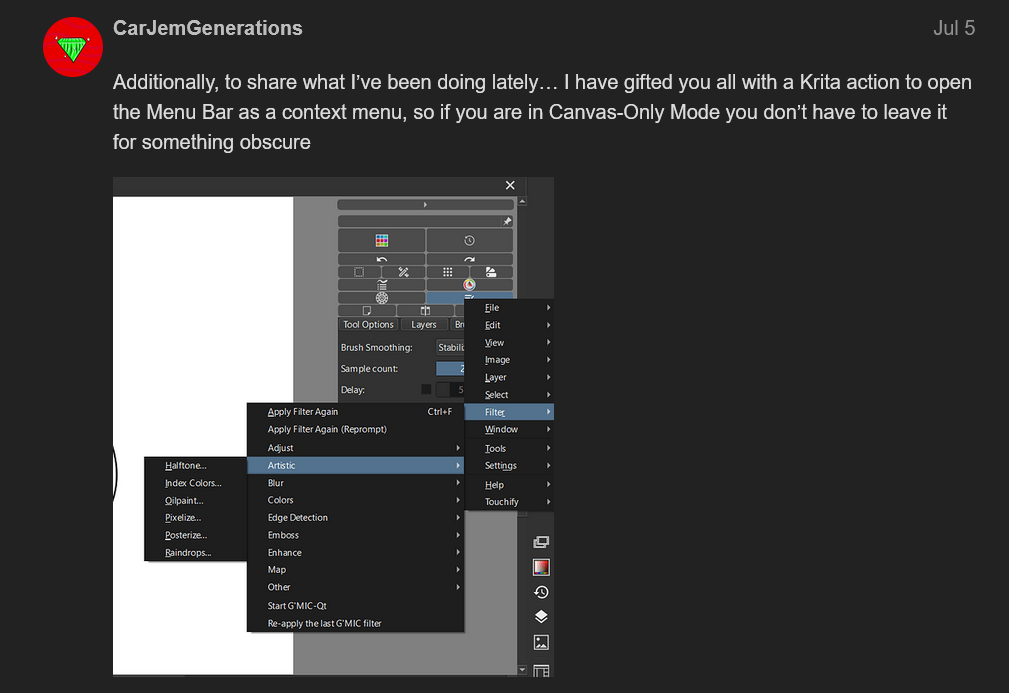 CarJemGenerations
Jul 5
Additionally, to share what I've been doing lately… I have gifted you all with a Krita action to open
the Menu Bar as a context menu, so if you are in Canvas-Only Mode you don't have to leave it
for something obscure
Tool Options
Layers
Bru
Brush Smoothing:
Stabiliz
Sample count:
2
Delay:
5
File
Edit
View
Image
Layer
Select
Filter
Window
Tools
Settings
Help
Touchify
Apply Filter Again Ctrl+F
Apply Filter Again (Reprompt)
Adjust
Artistic
Blur
Colors
Edge Detection
Emboss
Enhance
Map
Other
Start G'MIC-Qt
Re-apply the last G'MIC filter
Halftone...
Index Colors...
Oilpaint...
Pixelize...
Posterize...
Raindrops...